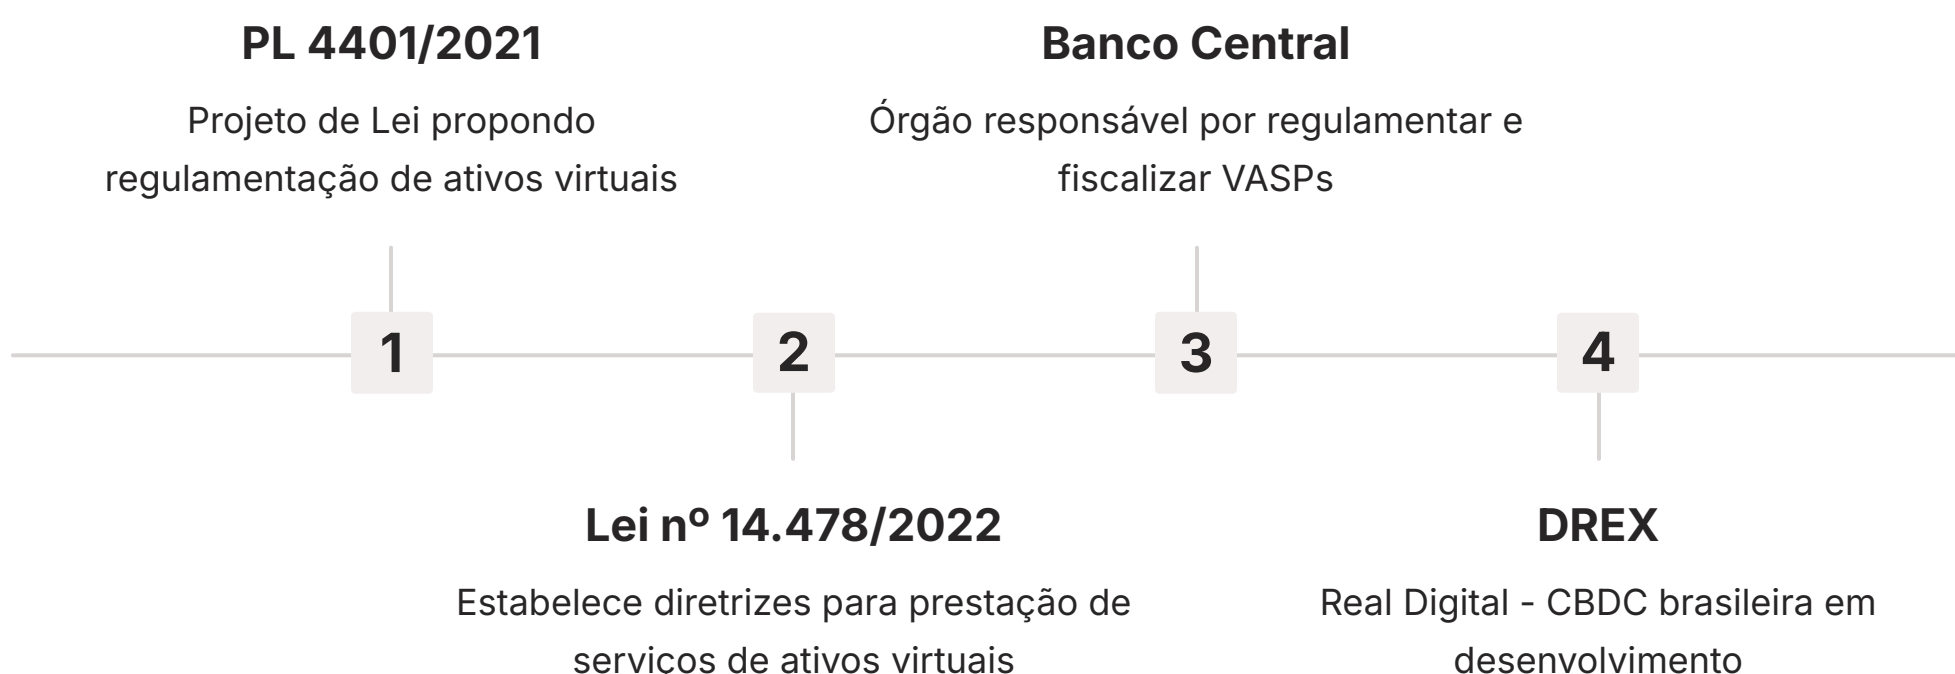 PL 4401/2021
Projeto de Lei propondo
regulamentação de ativos virtuais
Banco Central
Órgão responsável por regulamentar e
fiscalizar VASPs
1
2
3
4
Lei nº 14.478/2022
Estabelece diretrizes para prestação de
serviços de ativos virtuais
DREX
Real Digital - CBDC brasileira em
desenvolvimento